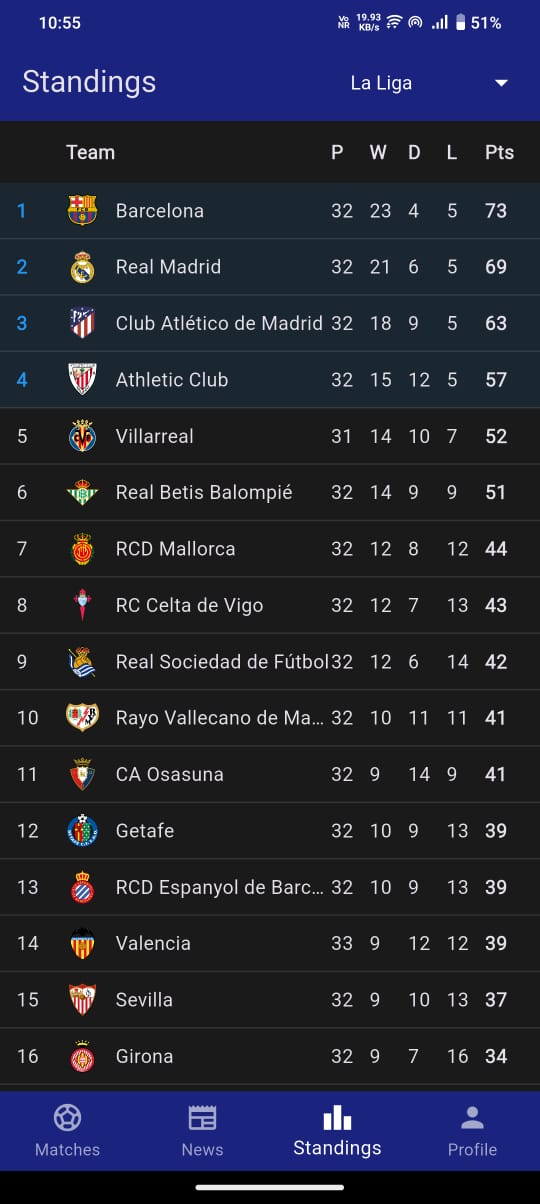 10:55 Vo NR 19.93 KB/s 51%
Standings La Liga
Team P W D L Pts
1 Barcelona 32 23 4 5 73
2 Real Madrid 32 21 6 5 69
3 Club Atlético de Madrid 32 18 9 5 63
4 Athletic Club 32 15 12 5 57
5 Villarreal 31 14 10 7 52
6 Real Betis Balompié 32 14 9 9 51
7 RCD Mallorca 32 12 8 12 44
8 RC Celta de Vigo 32 12 7 13 43
9 Real Sociedad de Fútbol 32 12 6 14 42
10 Rayo Vallecano de Ma... 32 10 11 11 41
11 CA Osasuna 32 9 14 9 41
12 Getafe 32 10 9 13 39
13 RCD Espanyol de Barc... 32 10 9 13 39
14 Valencia 33 9 12 12 39
15 Sevilla 32 9 10 13 37
16 Girona 32 9 7 16 34
Matches News Standings Profile